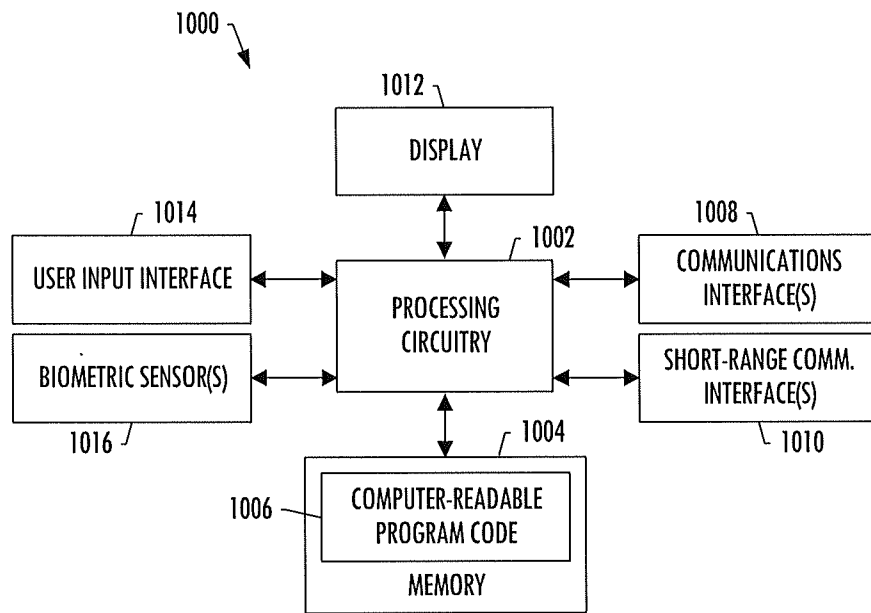 1000
1012
DISPLAY
1014
USER INPUT INTERFACE
1002
PROCESSING
CIRCUITRY
1008
COMMUNICATIONS
INTERFACE(S)
BIOMETRIC SENSOR(S)
1016
SHORT-RANGE COMM.
INTERFACE(S)
1010
1004
1006
COMPUTER-READABLE
PROGRAM CODE
MEMORY